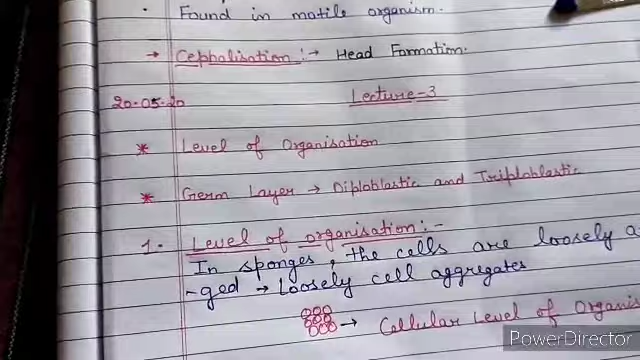 • Found in motile organism.
→ Cephalisation :→ Head Formation.
20.05.20 Lecture-3
* Level of Organisation
* Germ Layer → Diploblastic and Triploblastic
1. Level of organisation :-
In sponges, the cells are loosely a
-ged → Loosely cell aggregates
→ Cellular Level of Organis
PowerDirector